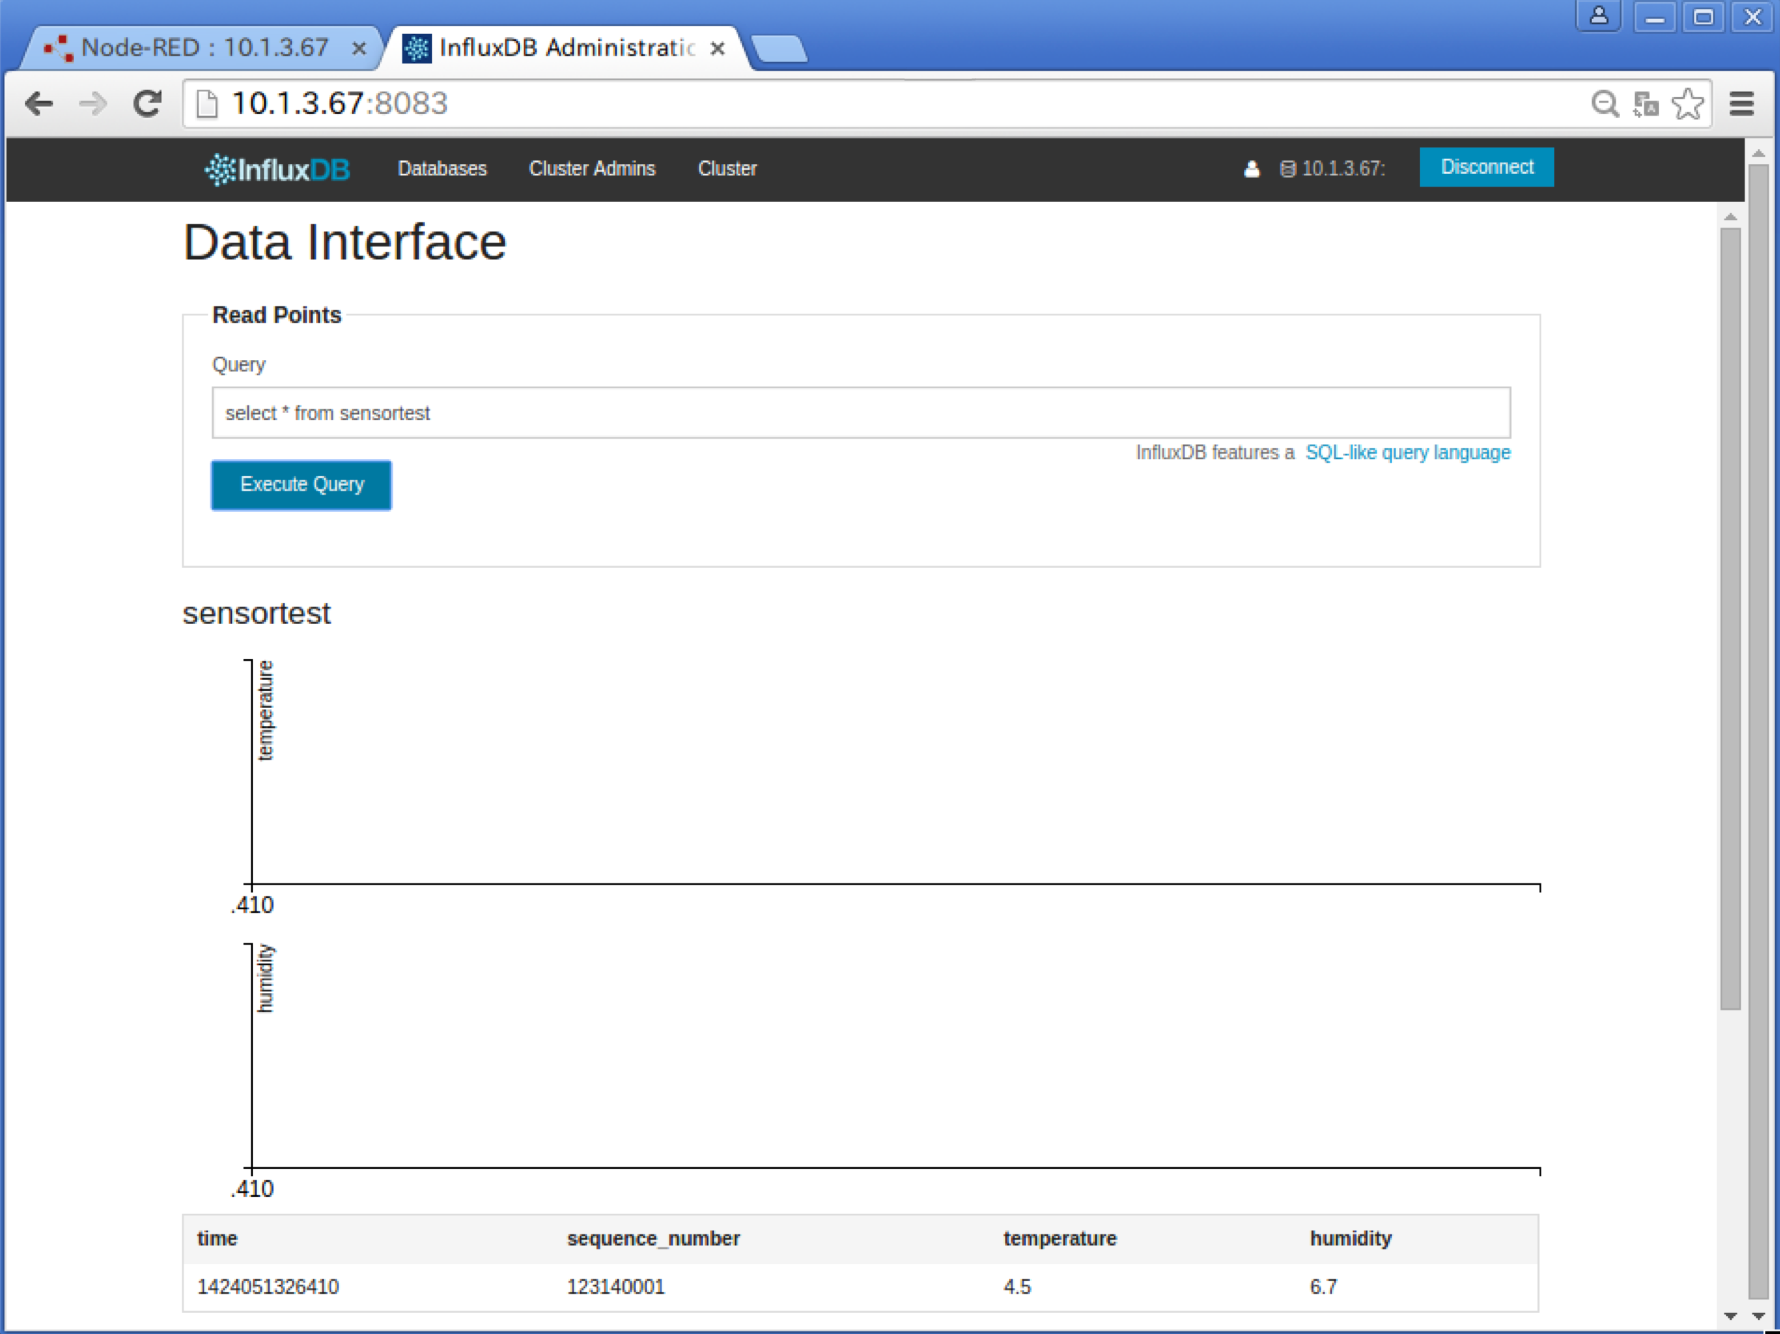 Node-RED : 10.1.3.67
InfluxDB Administratic
10.1.3.67:8083
InfluxDB Databases Cluster Admins Cluster 10.1.3.67: Disconnect
Data Interface
Read Points
Query
select * from sensortest
InfluxDB features a SQL-like query language
Execute Query
sensortest
temperature
.410
humidity
.410
time sequence_number temperature humidity
1424051326410 123140001 4.5 6.7